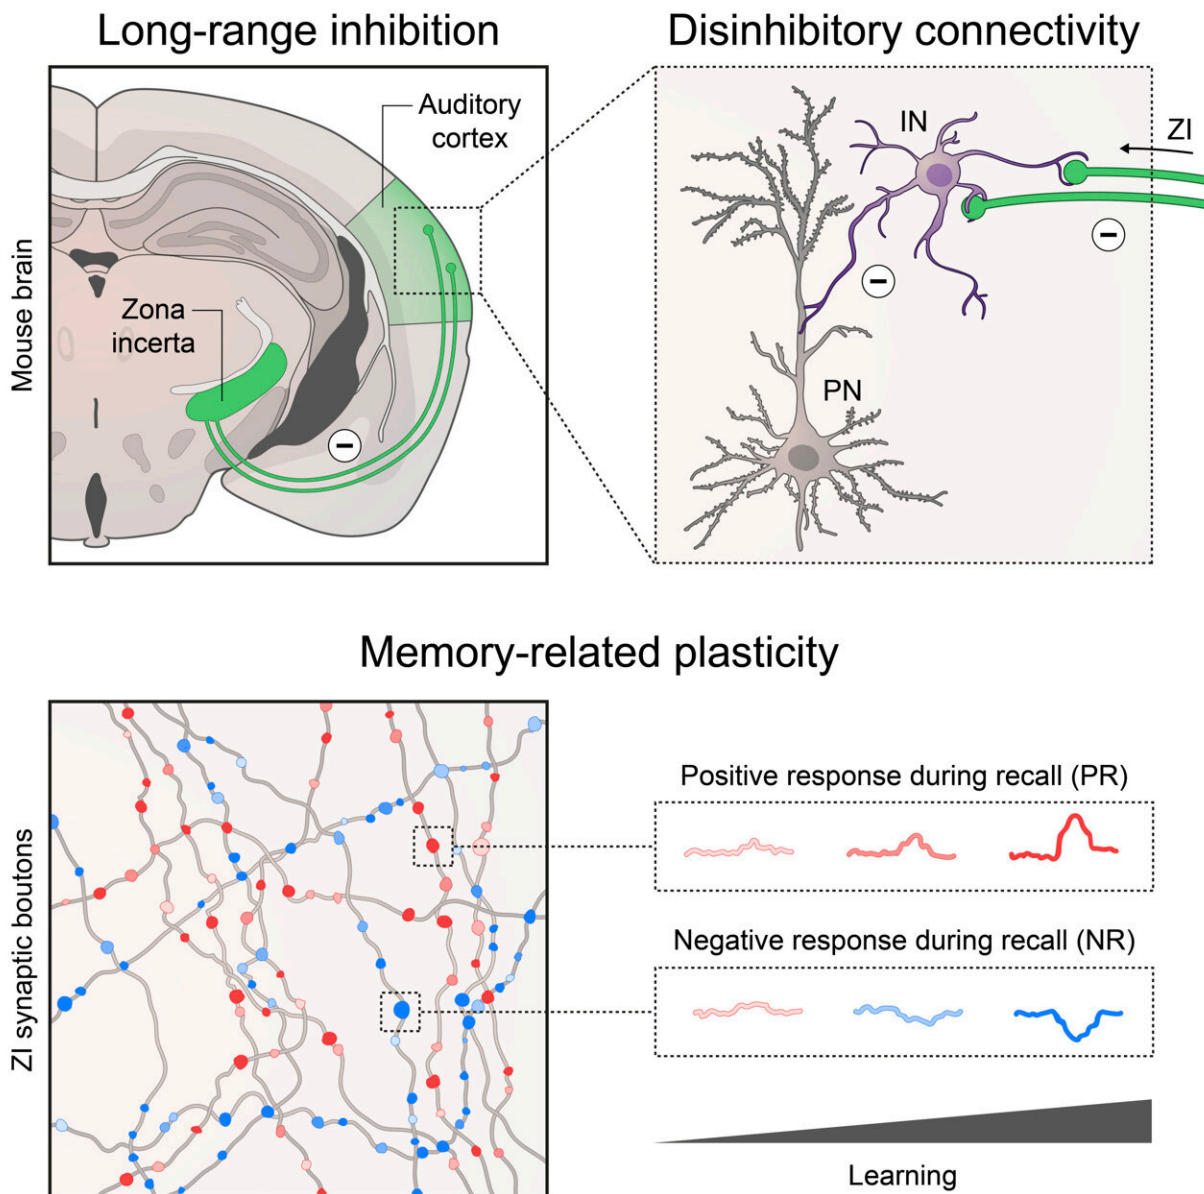 Long-range inhibition
Disinhibitory connectivity
Mouse brain
Auditory
cortex
Zona
incerta
−
IN
ZI
−
−
PN
Memory-related plasticity
ZI synaptic boutons
Positive response during recall (PR)
Negative response during recall (NR)
Learning